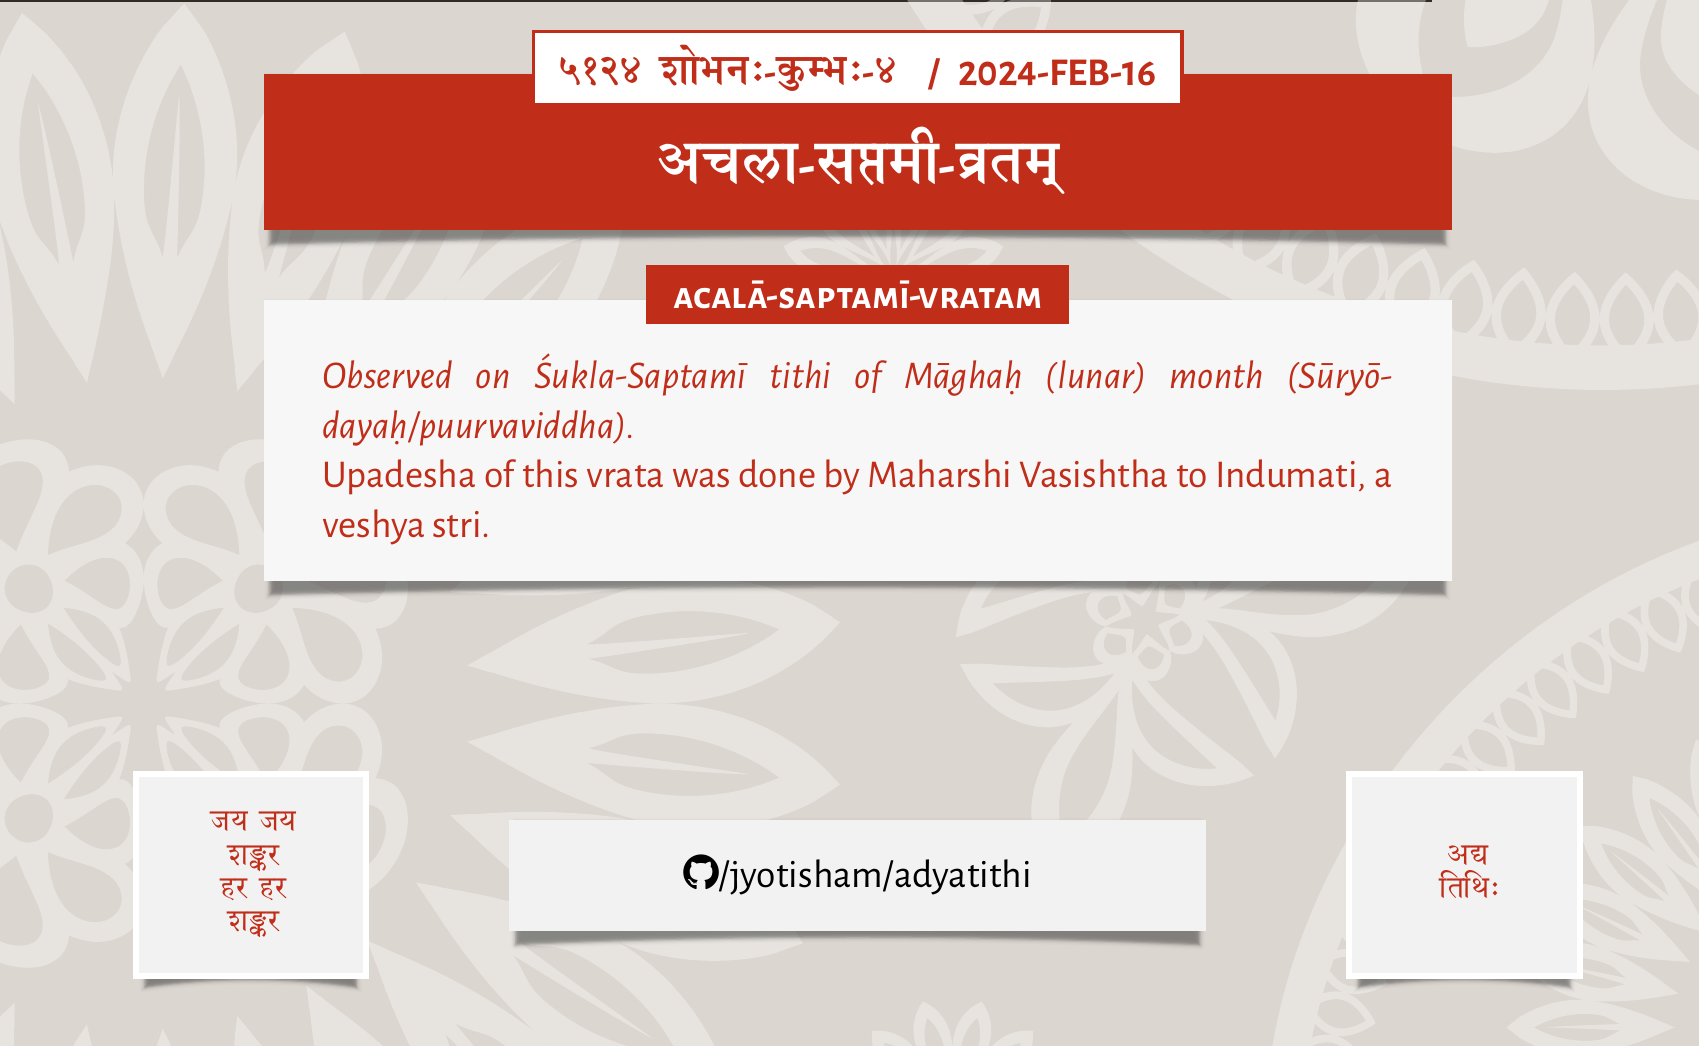 ५१२४ शोभनः-कुम्भः-४ / 2024-FEB-16
अचला-सप्तमी-व्रतम्
ACALĀ-SAPTAMĪ-VRATAM
Observed on Śukla-Saptamī tithi of Māghaḥ (lunar) month (Sūryō-
dayaḥ/puurvaviddha).
Upadesha of this vrata was done by Maharshi Vasishtha to Indumati, a
veshya stri.
जय जय
शङ्कर
हर हर
शङ्कर
/jyotisham/adyatithi
अद्य
तिथिः